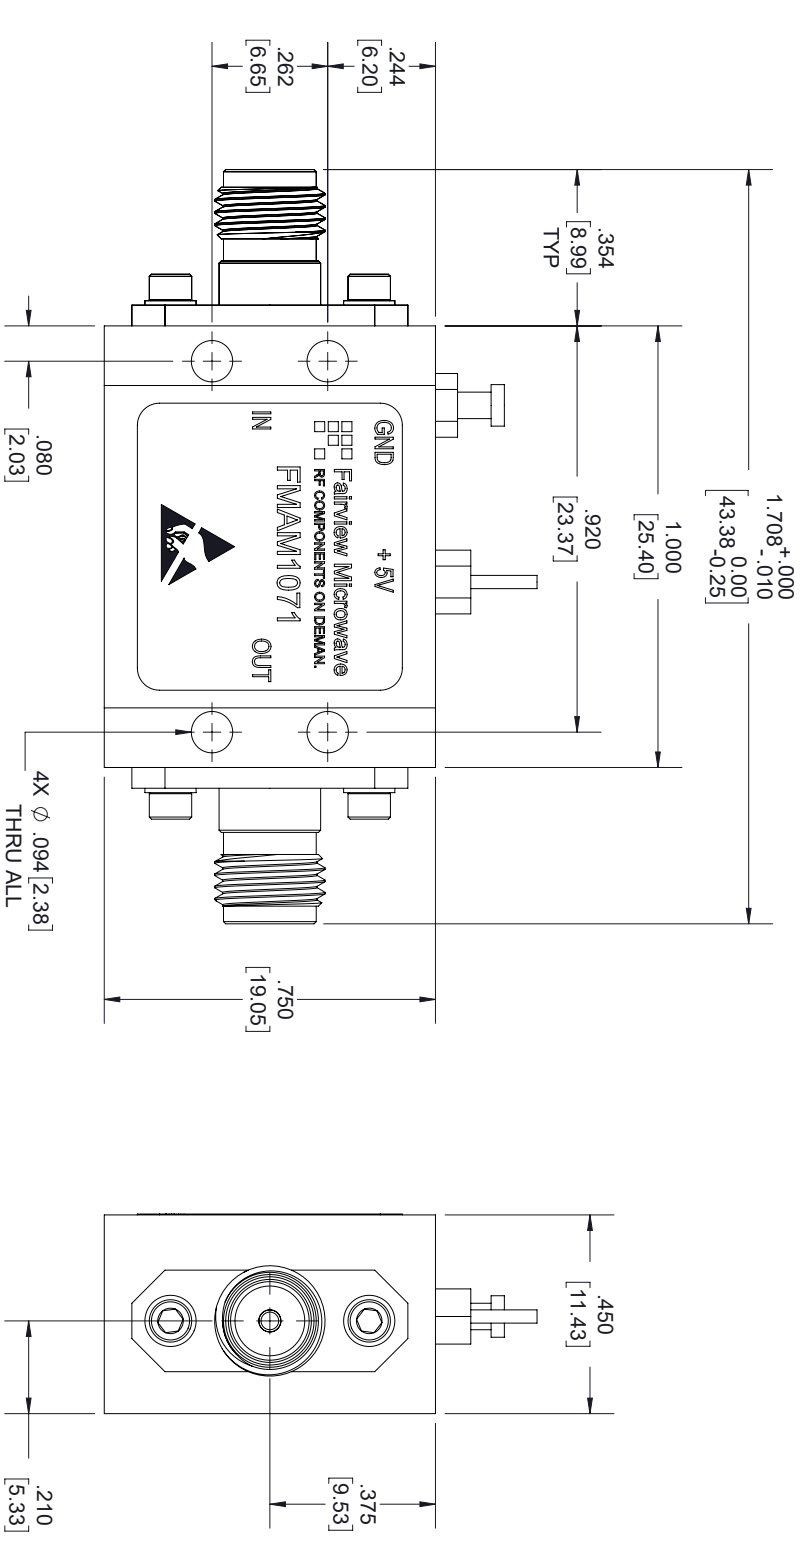 1.708+.000
-.010
[43.38 0.00
-0.25]
1.000
[25.40]
.920
[23.37]
.354
[8.99]
TYP
.244
[6.20]
.262
[6.65]
GND
+ 5V
Fairview Microwave
RF COMPONENTS ON DEMAN.
FMAM1071
IN
OUT
.080
[2.03]
4X Ø .094[2.38]
THRU ALL
.750
[19.05]
.450
[11.43]
.375
[9.53]
.210
[5.33]